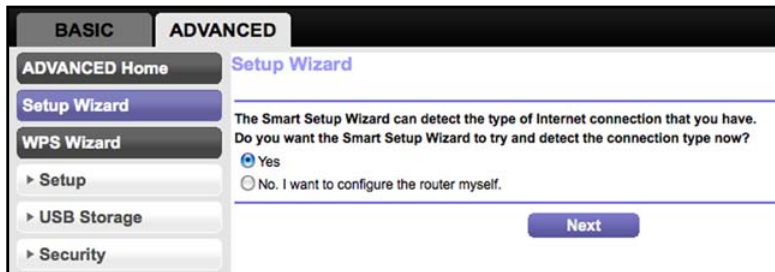 BASIC
ADVANCED
ADVANCED Home
Setup Wizard
WPS Wizard
Setup
USB Storage
Security
Setup Wizard
The Smart Setup Wizard can detect the type of Internet connection that you have.
Do you want the Smart Setup Wizard to try and detect the connection type now?
Yes
No. I want to configure the router myself.
Next